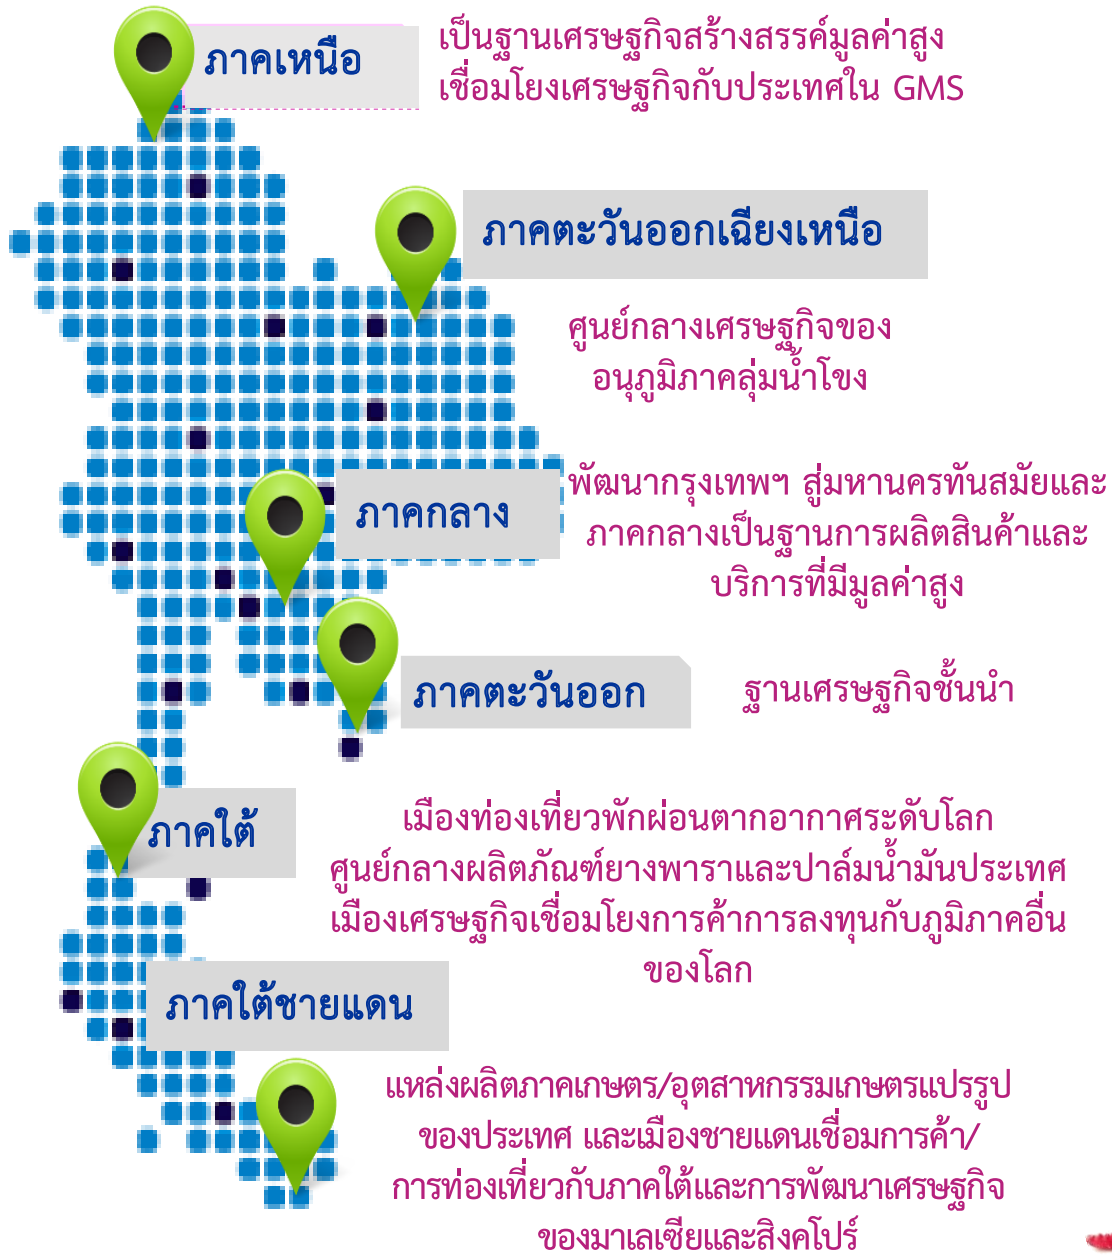 ภาคเหนือ
เป็นฐานเศรษฐกิจสร้างสรรค์มูลค่าสูง
เชื่อมโยงเศรษฐกิจกับประเทศใน GMS
ภาคตะวันออกเฉียงเหนือ
ศูนย์กลางเศรษฐกิจของ
อนุภูมิภาคลุ่มน้ำโขง
ภาคกลาง
พัฒนากรุงเทพฯ สู่มหานครทันสมัยและ
ภาคกลางเป็นฐานการผลิตสินค้าและ
บริการที่มีมูลค่าสูง
ภาคตะวันออก
ฐานเศรษฐกิจชั้นนำ
ภาคใต้
เมืองท่องเที่ยวพักผ่อนตากอากาศระดับโลก
ศูนย์กลางผลิตภัณฑ์ยางพาราและปาล์มน้ำมันประเทศ
เมืองเศรษฐกิจเชื่อมโยงการค้าการลงทุนกับภูมิภาคอื่น
ของโลก
ภาคใต้ชายแดน
แหล่งผลิตภาคเกษตร/อุตสาหกรรมเกษตรแปรรูป
ของประเทศ และเมืองชายแดนเชื่อมการค้า/
การท่องเที่ยวกับภาคใต้และการพัฒนาเศรษฐกิจ
ของมาเลเซียและสิงคโปร์